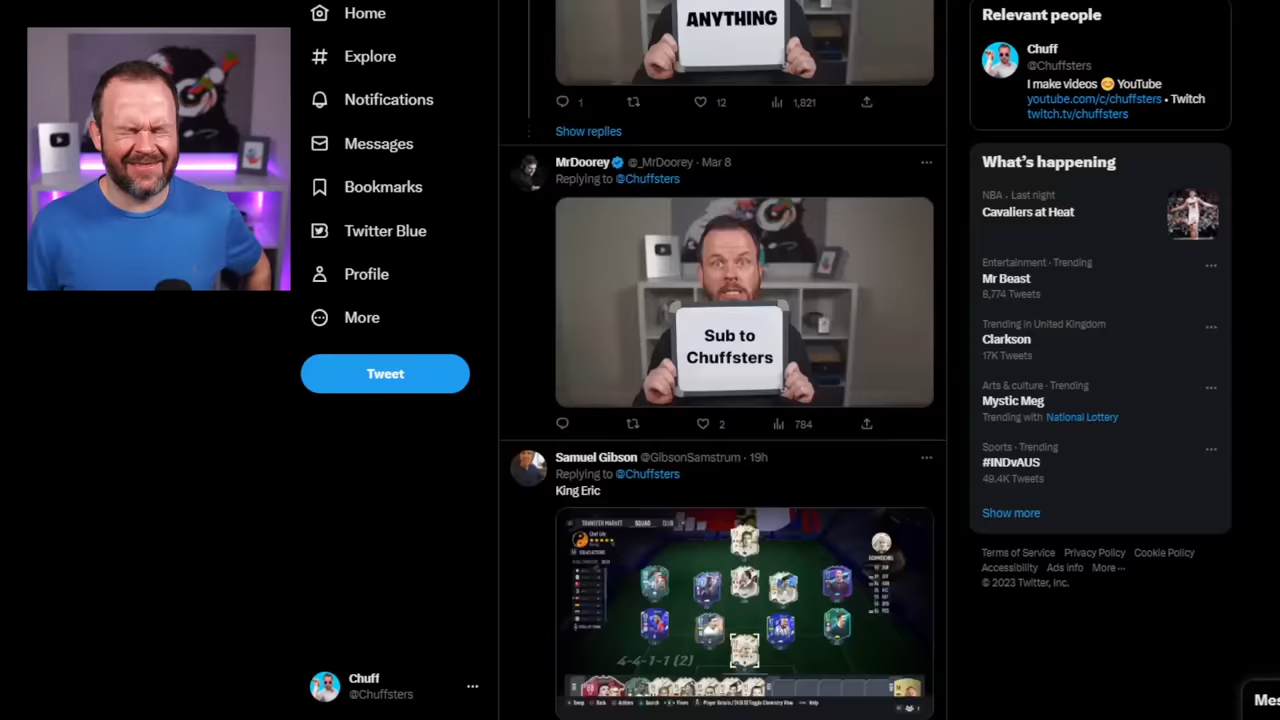 Home
Explore
Notifications
Messages
Bookmarks
Twitter Blue
Profile
More
Tweet
Chuff
@Chuffsters
ANYTHING
1
12
1,821
Show replies
MrDoorey @_MrDoorey · Mar 8
Replying to @Chuffsters
Sub to
Chuffsters
2
784
Samuel Gibson @GibsonSamstrum · 19h
Replying to @Chuffsters
King Eric
TRANSFER MARKET SQUAD CLUB
4-4-1-1 (2)
Relevant people
Chuff
@Chuffsters
I make videos 😊 YouTube
youtube.com/c/chuffsters • Twitch
twitch.tv/chuffsters
What's happening
NBA · Last night
Cavaliers at Heat
Entertainment · Trending
Mr Beast
8,774 Tweets
Trending in United Kingdom
Clarkson
17K Tweets
Arts & culture · Trending
Mystic Meg
Trending with National Lottery
Sports · Trending
#INDvAUS
49.4K Tweets
Show more
Terms of Service Privacy Policy Cookie Policy
Accessibility Ads info More ···
© 2023 Twitter, Inc.
Mes